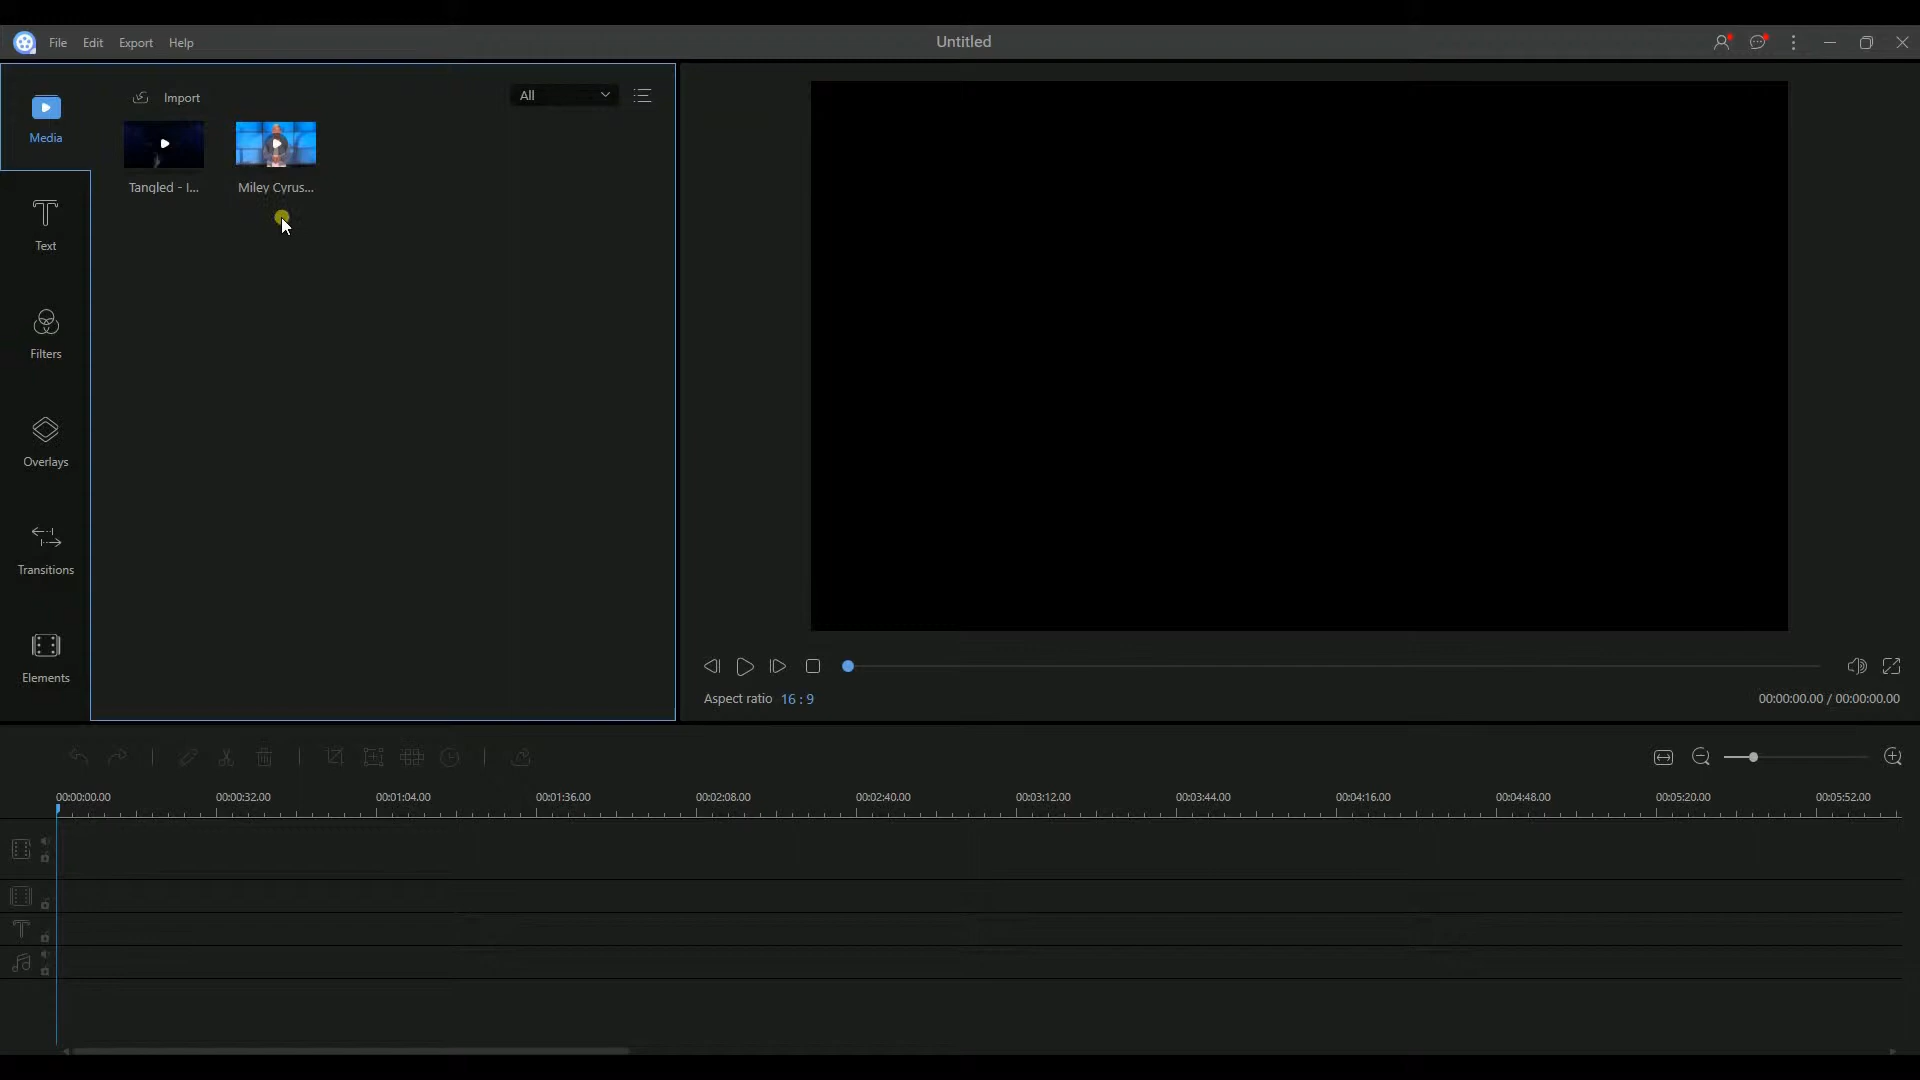 File Edit Export Help
Untitled
Import
All
Media
Tangled - I...
Miley Cyrus...
Text
Filters
Overlays
Transitions
Elements
Aspect ratio 16 : 9
00:00:00.00 / 00:00:00.00
00:00:00.00 00:00:32.00 00:01:04.00 00:01:36.00 00:02:08.00 00:02:40.00 00:03:12.00 00:03:44.00 00:04:16.00 00:04:48.00 00:05:20.00 00:05:52.00